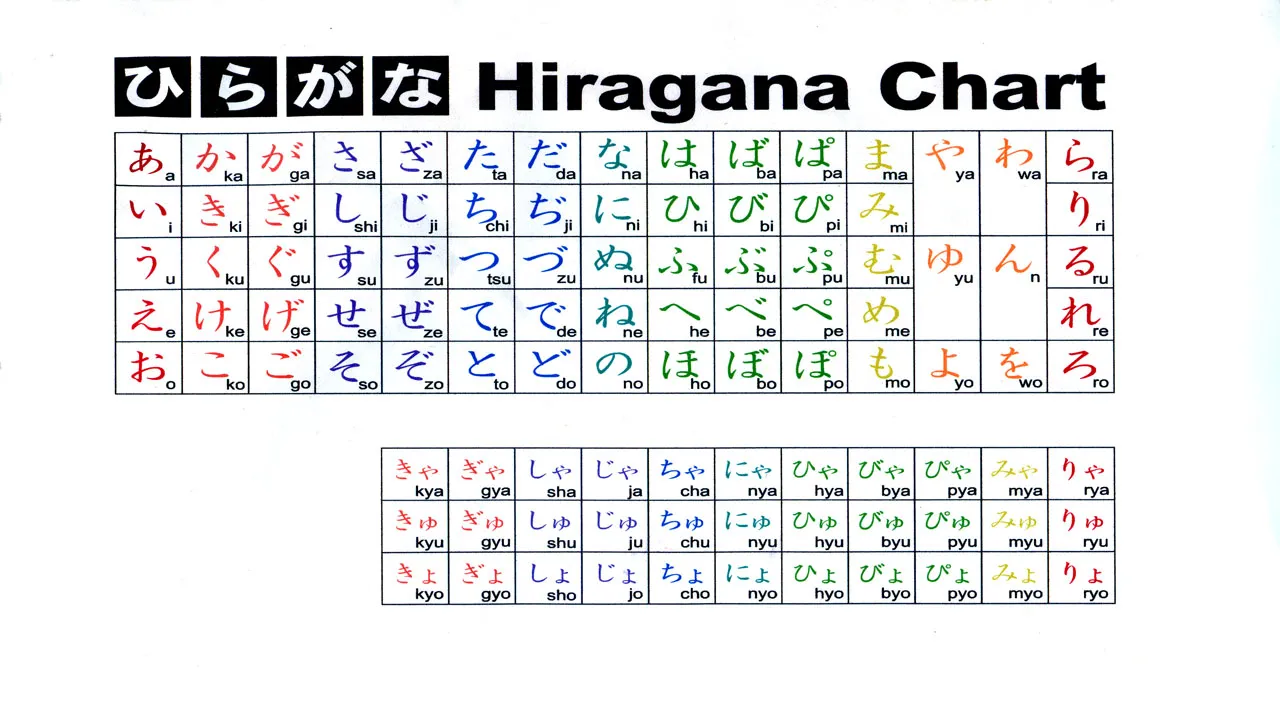 ひらがな Hiragana Chart
あ a か ka が ga さ sa ざ za た ta だ da な na は ha ば ba ぱ pa ま ma や ya わ wa ら ra
い i き ki ぎ gi し shi じ ji ち chi ぢ ji に ni ひ hi び bi ぴ pi み mi り ri
う u く ku ぐ gu す su ず zu つ tsu づ zu ぬ nu ふ fu ぶ bu ぷ pu む mu ゆ yu ん n る ru
え e け ke げ ge せ se ぜ ze て te で de ね ne へ he べ be ぺ pe め me れ re
お o こ ko ご go そ so ぞ zo と to ど do の no ほ ho ぼ bo ぽ po も mo よ yo を wo ろ ro
きゃ kya ぎゃ gya しゃ sha じゃ ja ちゃ cha にゃ nya ひゃ hya びゃ bya ぴゃ pya みゃ mya りゃ rya
きゅ kyu ぎゅ gyu しゅ shu じゅ ju ちゅ chu にゅ nyu ひゅ hyu びゅ byu ぴゅ pyu みゅ myu りゅ ryu
きょ kyo ぎょ gyo しょ sho じょ jo ちょ cho にょ nyo ひょ hyo びょ byo ぴょ pyo みょ myo りょ ryo